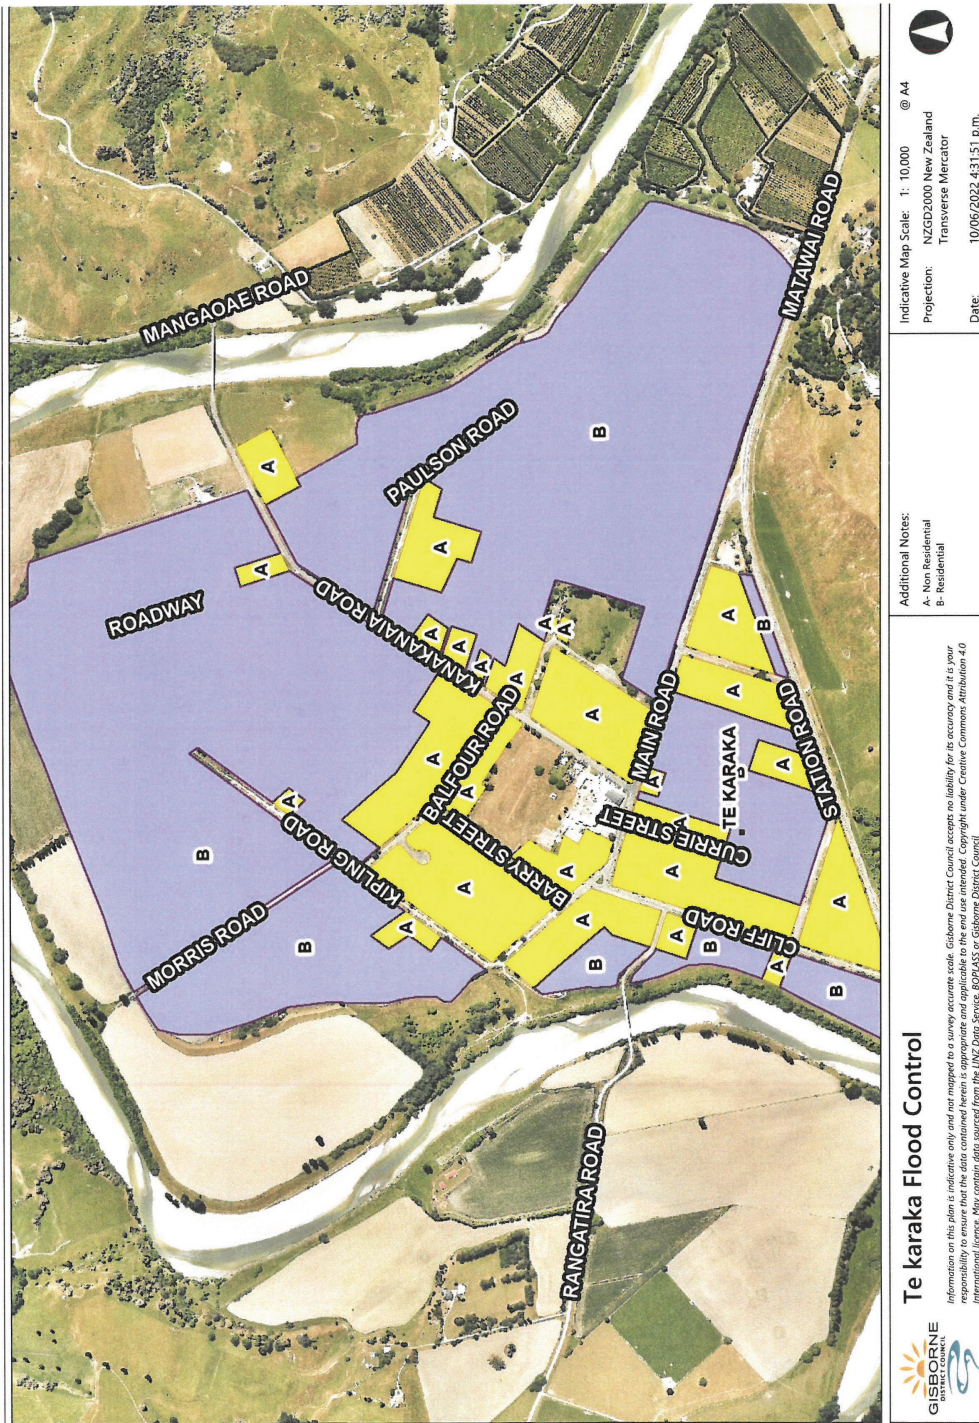 MANGAOAE ROAD
MATAWAI ROAD
PAULSON ROAD
B
A
A
A
ROADWAY
KANAKANAIA ROAD
A
A
A
A
A
A
A
B
A
BALFOUR ROAD
A
A
MAIN ROAD
A
TE KARAKA
A
STATION ROAD
A
KIPLING ROAD
B
MORRIS ROAD
B
A
A
BARRY STREET
A
CURRIE STREET
A
A
B
A
CLIFF ROAD
B
A
A
B
RANGATIRA ROAD
GISBORNE
DISTRICT COUNCIL
Te karaka Flood Control
Information on this plan is indicative only and not mapped to a survey accurate scale. Gisborne District Council accepts no liability for its accuracy and it is your
responsibility to ensure that the data contained herein is appropriate and applicable to the end use intended. Copyright under Creative Commons Attribution 4.0
International licence. May contain data sourced from the LINZ Data Service, BOPLASS or Gisborne District Council
Additional Notes:
A- Non Residential
B- Residential
Indicative Map Scale: 1: 10,000 @ A4
Projection: NZGD2000 New Zealand
Transverse Mercator
Date: 10/06/2022 4:31:51 p.m.